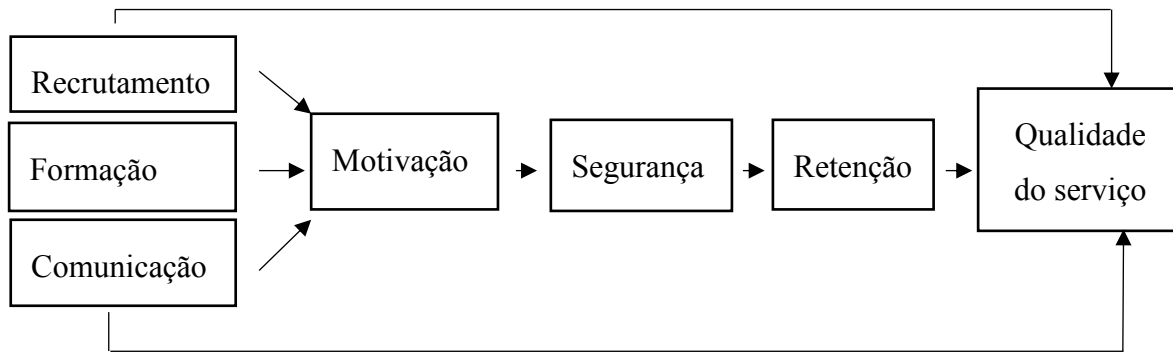 Recrutamento
Formação
Comunicação
Motivação
Segurança
Retenção
Qualidade
do serviço